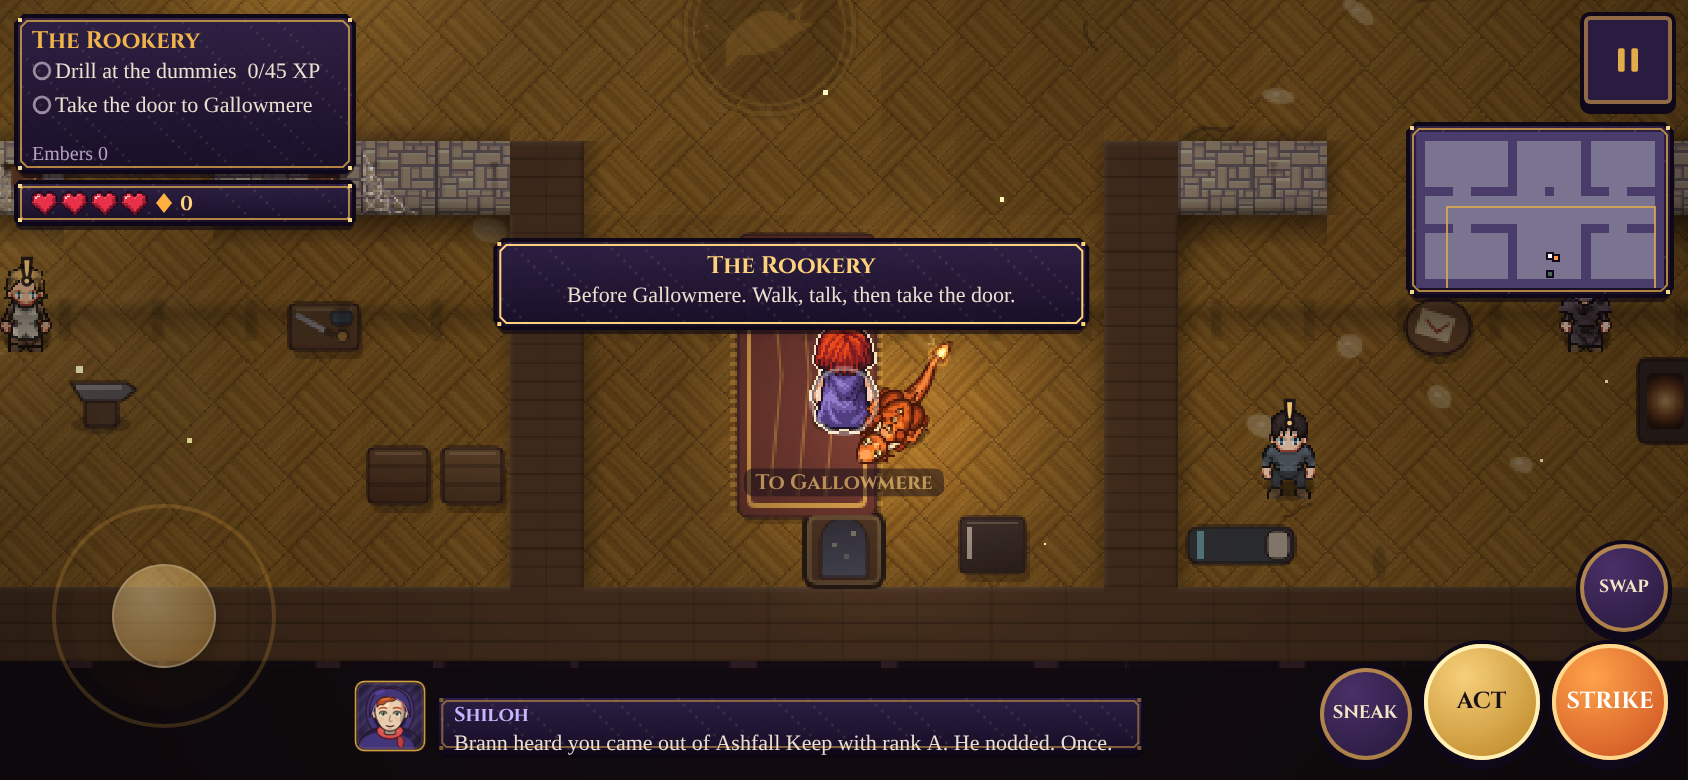 The Rookery
Drill at the dummies 0/45 XP
Take the door to Gallowmere
Embers 0
0
The Rookery
Before Gallowmere. Walk, talk, then take the door.
To Gallowmere
SWAP
SNEAK
ACT
STRIKE
Shiloh
Brann heard you came out of Ashfall Keep with rank A. He nodded. Once.